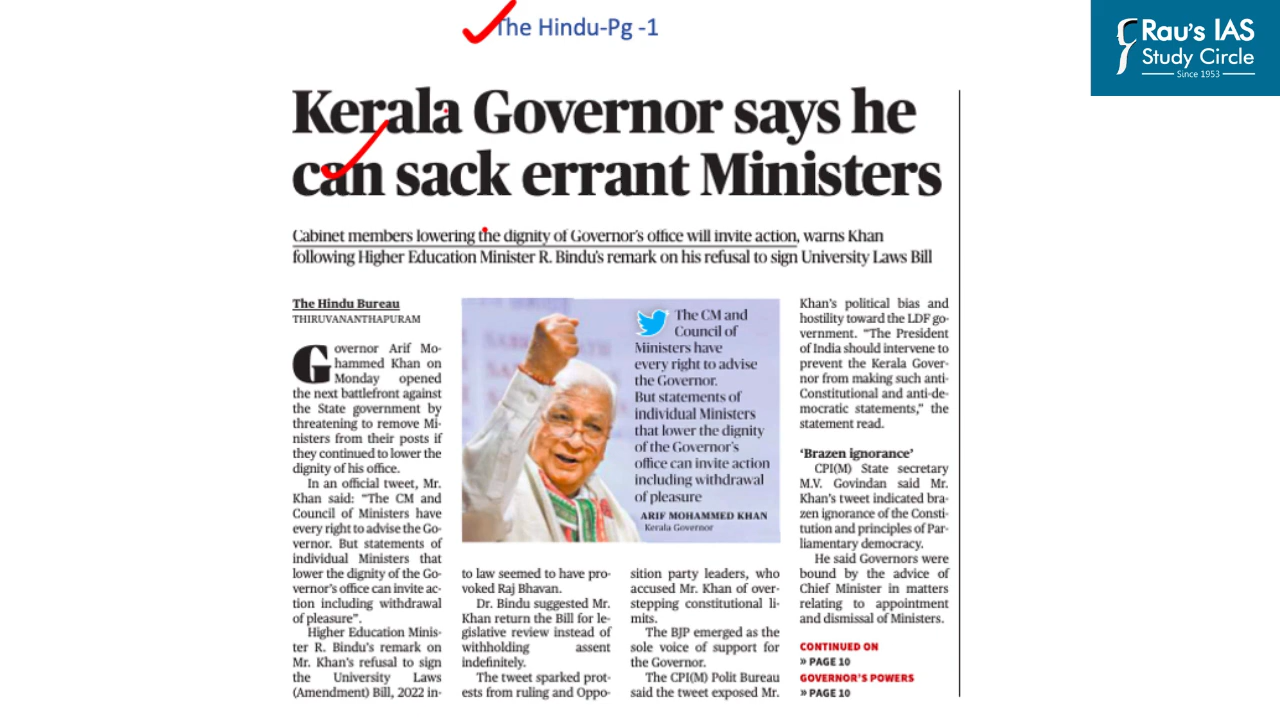 The Hindu-Pg -1
Rau's IAS
Study Circle
Since 1953
Kerala Governor says he
can sack errant Ministers
Cabinet members lowering the dignity of Governor's office will invite action, warns Khan
following Higher Education Minister R. Bindu's remark on his refusal to sign University Laws Bill
The Hindu Bureau
THIRUVANANTHAPURAM
Governor Arif Mo-
hammed Khan on
Monday opened
the next battlefront against
the State government by
threatening to remove Mi-
nisters from their posts if
they continued to lower the
dignity of his office.
In an official tweet, Mr.
Khan said: “The CM and
Council of Ministers have
every right to advise the Go-
vernor. But statements of
individual Ministers that
lower the dignity of the Go-
vernor's office can invite ac-
tion including withdrawal
of pleasure”.
Higher Education Minis-
ter R. Bindu's remark on
Mr. Khan's refusal to sign
the University Laws
(Amendment) Bill, 2022 in-
The CM and
Council of
Ministers have
every right to advise
the Governor.
But statements of
individual Ministers
that lower the dignity
of the Governor's
office can invite action
including withdrawal
of pleasure
ARIF MOHAMMED KHAN
Kerala Governor
to law seemed to have pro-
voked Raj Bhavan.
Dr. Bindu suggested Mr.
Khan return the Bill for le-
gislative review instead of
withholding assent
indefinitely.
The tweet sparked prot-
ests from ruling and Oppo-
sition party leaders, who
accused Mr. Khan of over-
stepping constitutional li-
mits.
The BJP emerged as the
sole voice of support for
the Governor.
The CPI(M) Polit Bureau
said the tweet exposed Mr.
Khan's political bias and
hostility toward the LDF go-
vernment. “The President
of India should intervene to
prevent the Kerala Gover-
nor from making such anti-
Constitutional and anti-de-
mocratic statements,” the
statement read.
‘Brazen ignorance’
CPI(M) State secretary
M.V. Govindan said Mr.
Khan's tweet indicated bra-
zen ignorance of the Consti-
tution and principles of Par-
liamentary democracy.
He said Governors were
bound by the advice of
Chief Minister in matters
relating to appointment
and dismissal of Ministers.
CONTINUED ON
» PAGE 10
GOVERNOR'S POWERS
» PAGE 10